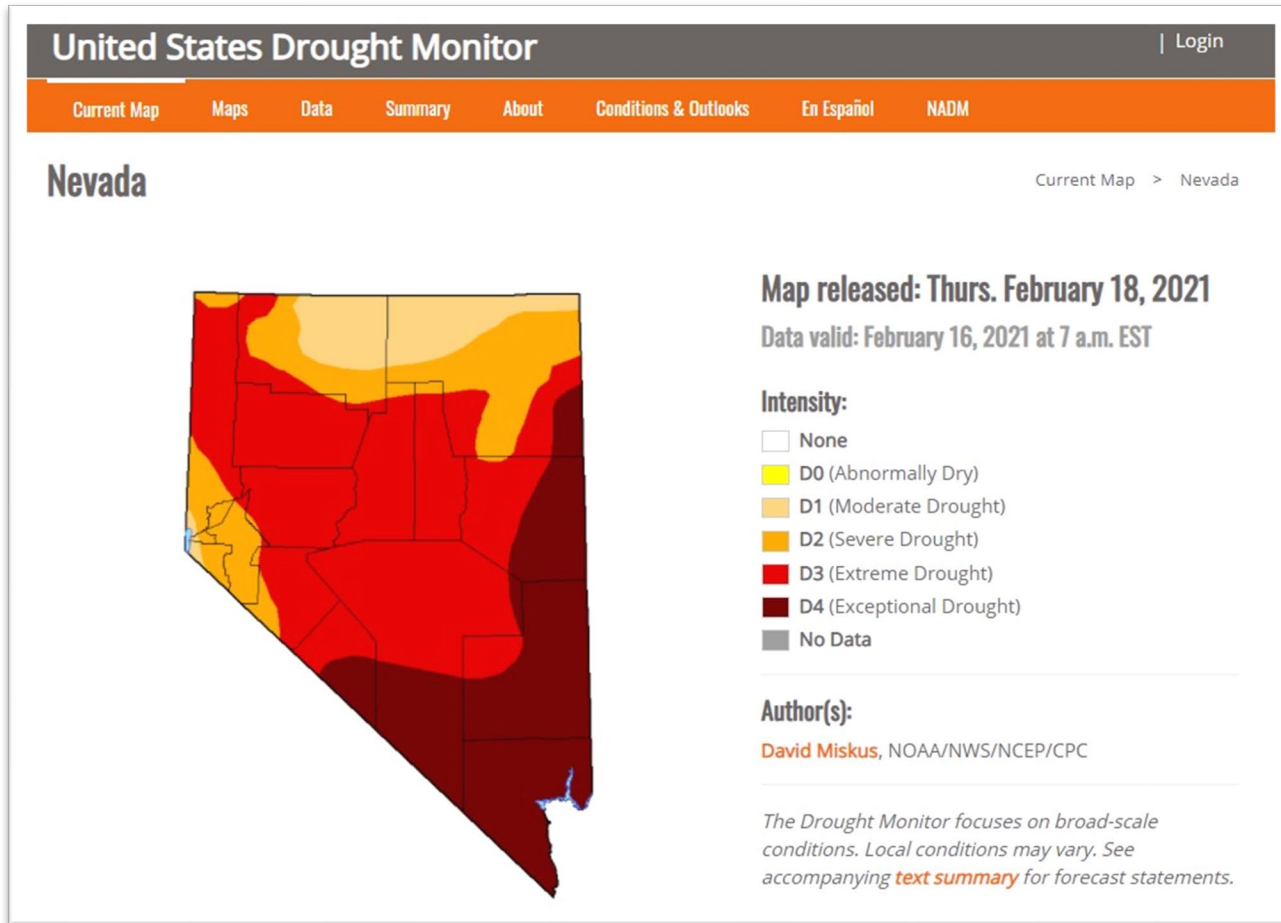 United States Drought Monitor
| Login
Current Map Maps Data Summary About Conditions & Outlooks En Español NADM
Nevada
Current Map > Nevada
Map released: Thurs. February 18, 2021
Data valid: February 16, 2021 at 7 a.m. EST
Intensity:
None
D0 (Abnormally Dry)
D1 (Moderate Drought)
D2 (Severe Drought)
D3 (Extreme Drought)
D4 (Exceptional Drought)
No Data
Author(s):
David Miskus, NOAA/NWS/NCEP/CPC
The Drought Monitor focuses on broad-scale
conditions. Local conditions may vary. See
accompanying text summary for forecast statements.